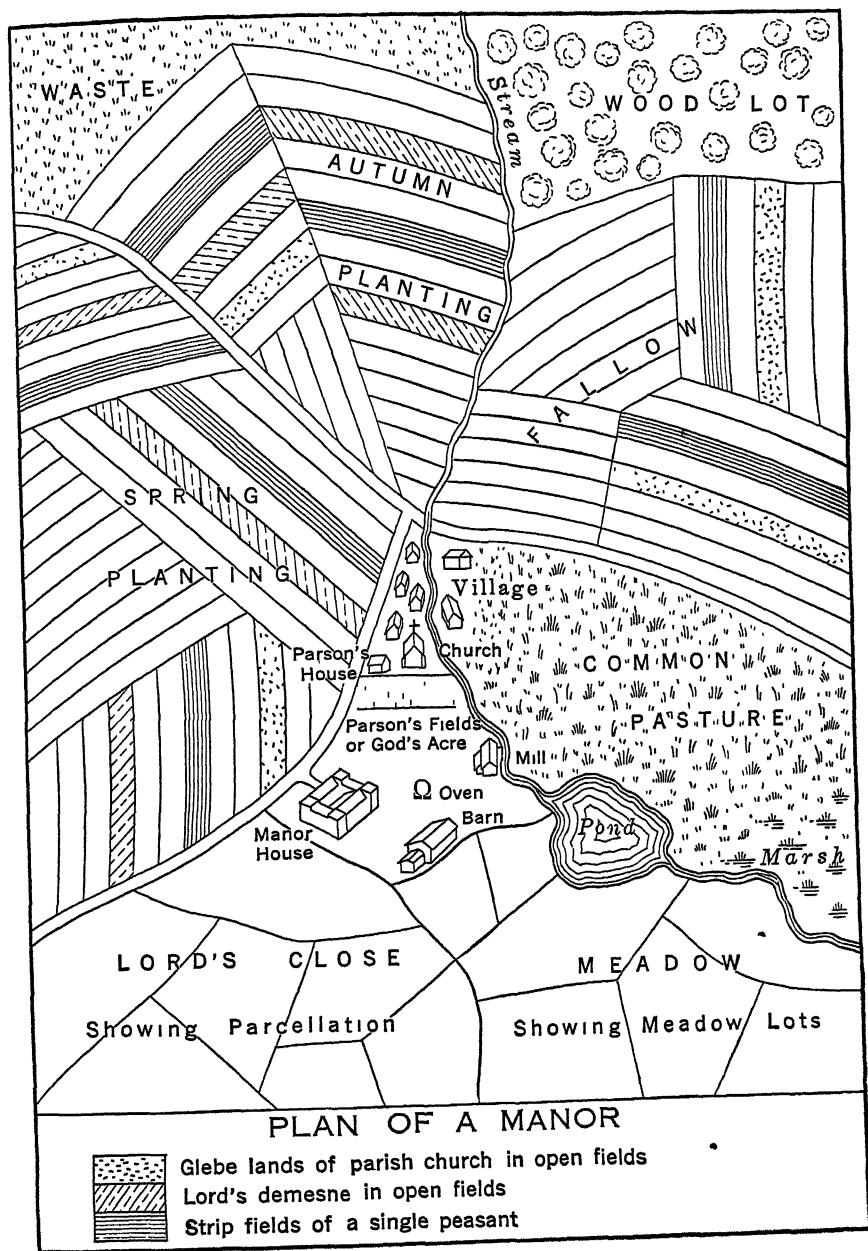 WASTE
Stream
WOOD LOT
AUTUMN
PLANTING
FALLOW
SPRING
PLANTING
Village
Parson's
House
Church
COMMON
PASTURE
Parson's Fields
or God's Acre
Mill
Ω Oven
Barn
Manor
House
Pond
Marsh
LORD'S CLOSE
Showing Parcellation
MEADOW
Showing Meadow Lots
PLAN OF A MANOR
Glebe lands of parish church in open fields
Lord's demesne in open fields
Strip fields of a single peasant